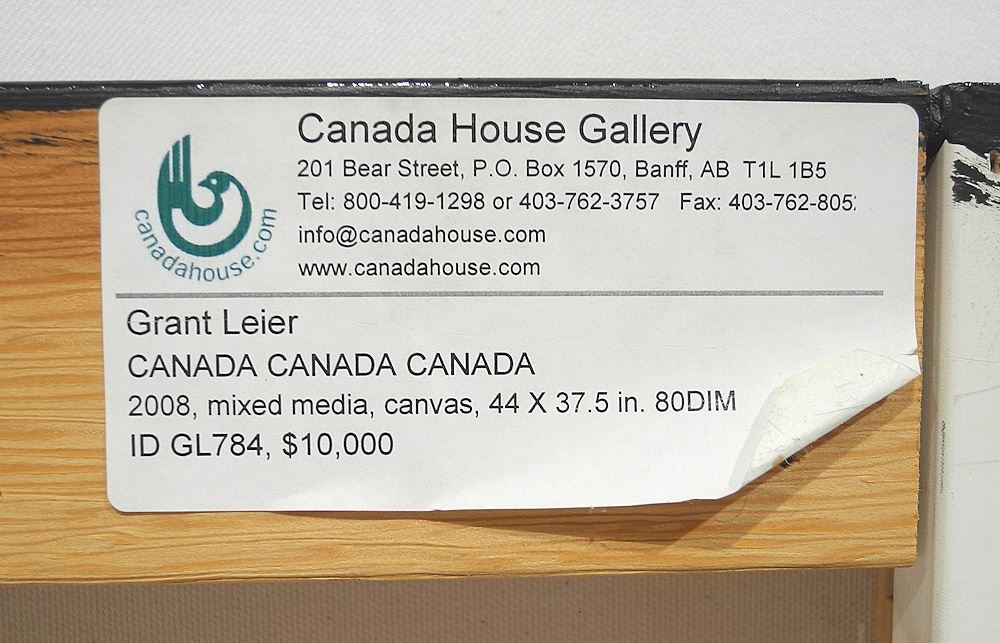 Canada House Gallery
201 Bear Street, P.O. Box 1570, Banff, AB T1L 1B5
Tel: 800-419-1298 or 403-762-3757 Fax:
info@canadahouse.com
www.canadahouse.com
canadahouse.com
Grant Leier
CANADA CANADA CANADA
2008, mixed media, canvas, 44 X 37.5 in. 80DIM
ID GL784, $10,000